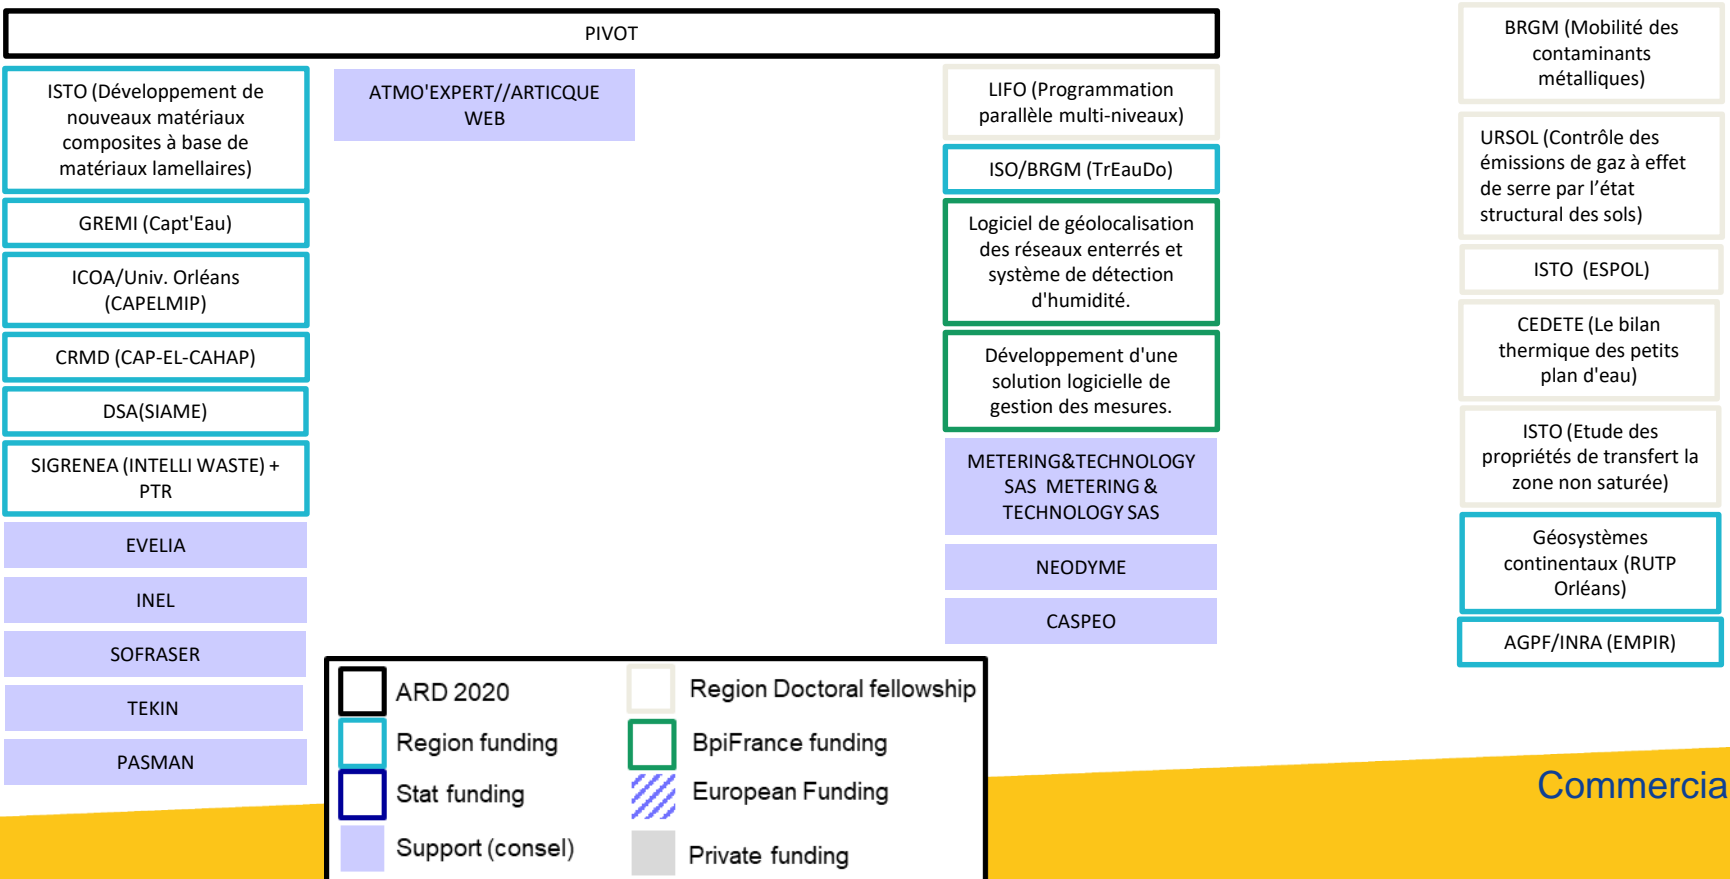 PIVOT
ISTO (Développement de
nouveaux matériaux
composites à base de
matériaux lamellaires)
GREMI (Capt'Eau)
ICOA/Univ. Orléans
(CAPELMIP)
CRMD (CAP-EL-CAHAP)
DSA(SIAME)
SIGRENEA (INTELLI WASTE) +
PTR
EVELIA
INEL
SOFRASER
TEKIN
PASMAN
ATMO'EXPERT//ARTICQUE
WEB
LIFO (Programmation
parallèle multi-niveaux)
ISO/BRGM (TrEauDo)
Logiciel de géolocalisation
des réseaux enterrés et
système de détection
d'humidité.
Développement d'une
solution logicielle de
gestion des mesures.
METERING&TECHNOLOGY
SAS METERING &
TECHNOLOGY SAS
NEODYME
CASPEO
BRGM (Mobilité des
contaminants
métalliques)
URSOL (Contrôle des
émissions de gaz à effet
de serre par l’état
structural des sols)
ISTO (ESPOL)
CEDETE (Le bilan
thermique des petits
plan d'eau)
ISTO (Etude des
propriétés de transfert la
zone non saturée)
Géosystèmes
continentaux (RUTP
Orléans)
AGPF/INRA (EMPIR)
ARD 2020
Region funding
Stat funding
Support (consel)
Region Doctoral fellowship
BpiFrance funding
European Funding
Private funding
Commercia